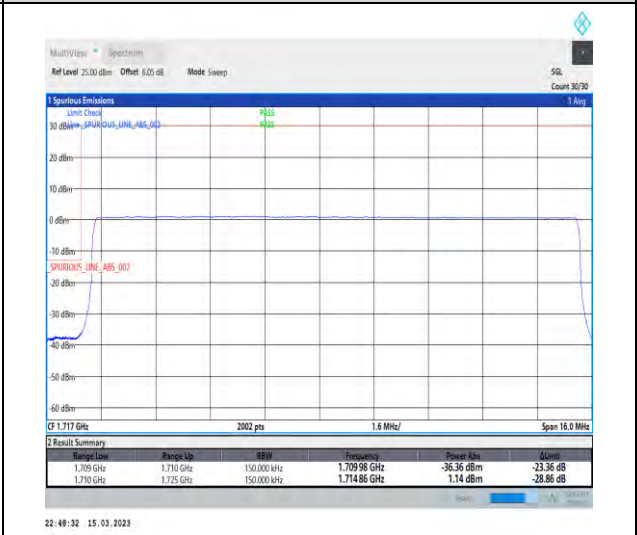 MultiView Spectrum
Ref Level 25.00 dBm Offset 6.05 dB Mode Sweep SGL
Count 30/30
1 Spurious Emissions 1 Avg
Limit Check PASS
30 dBm Line _SPURIOUS_LINE_ABS_002 PASS
20 dBm
10 dBm
0 dBm
-10 dBm
_SPURIOUS_LINE_ABS_002
-20 dBm
-30 dBm
-40 dBm
-50 dBm
-60 dBm
CF 1.717 GHz 2002 pts 1.6 MHz/ Span 16.0 MHz
2 Result Summary
Range Low Range Up RBW Frequency Power Abs ΔLimit
1.709 GHz 1.710 GHz 150.000 kHz 1.709 98 GHz -36.36 dBm -23.36 dB
1.710 GHz 1.725 GHz 150.000 kHz 1.714 86 GHz 1.14 dBm -28.86 dB
22:48:32 15.03.2023